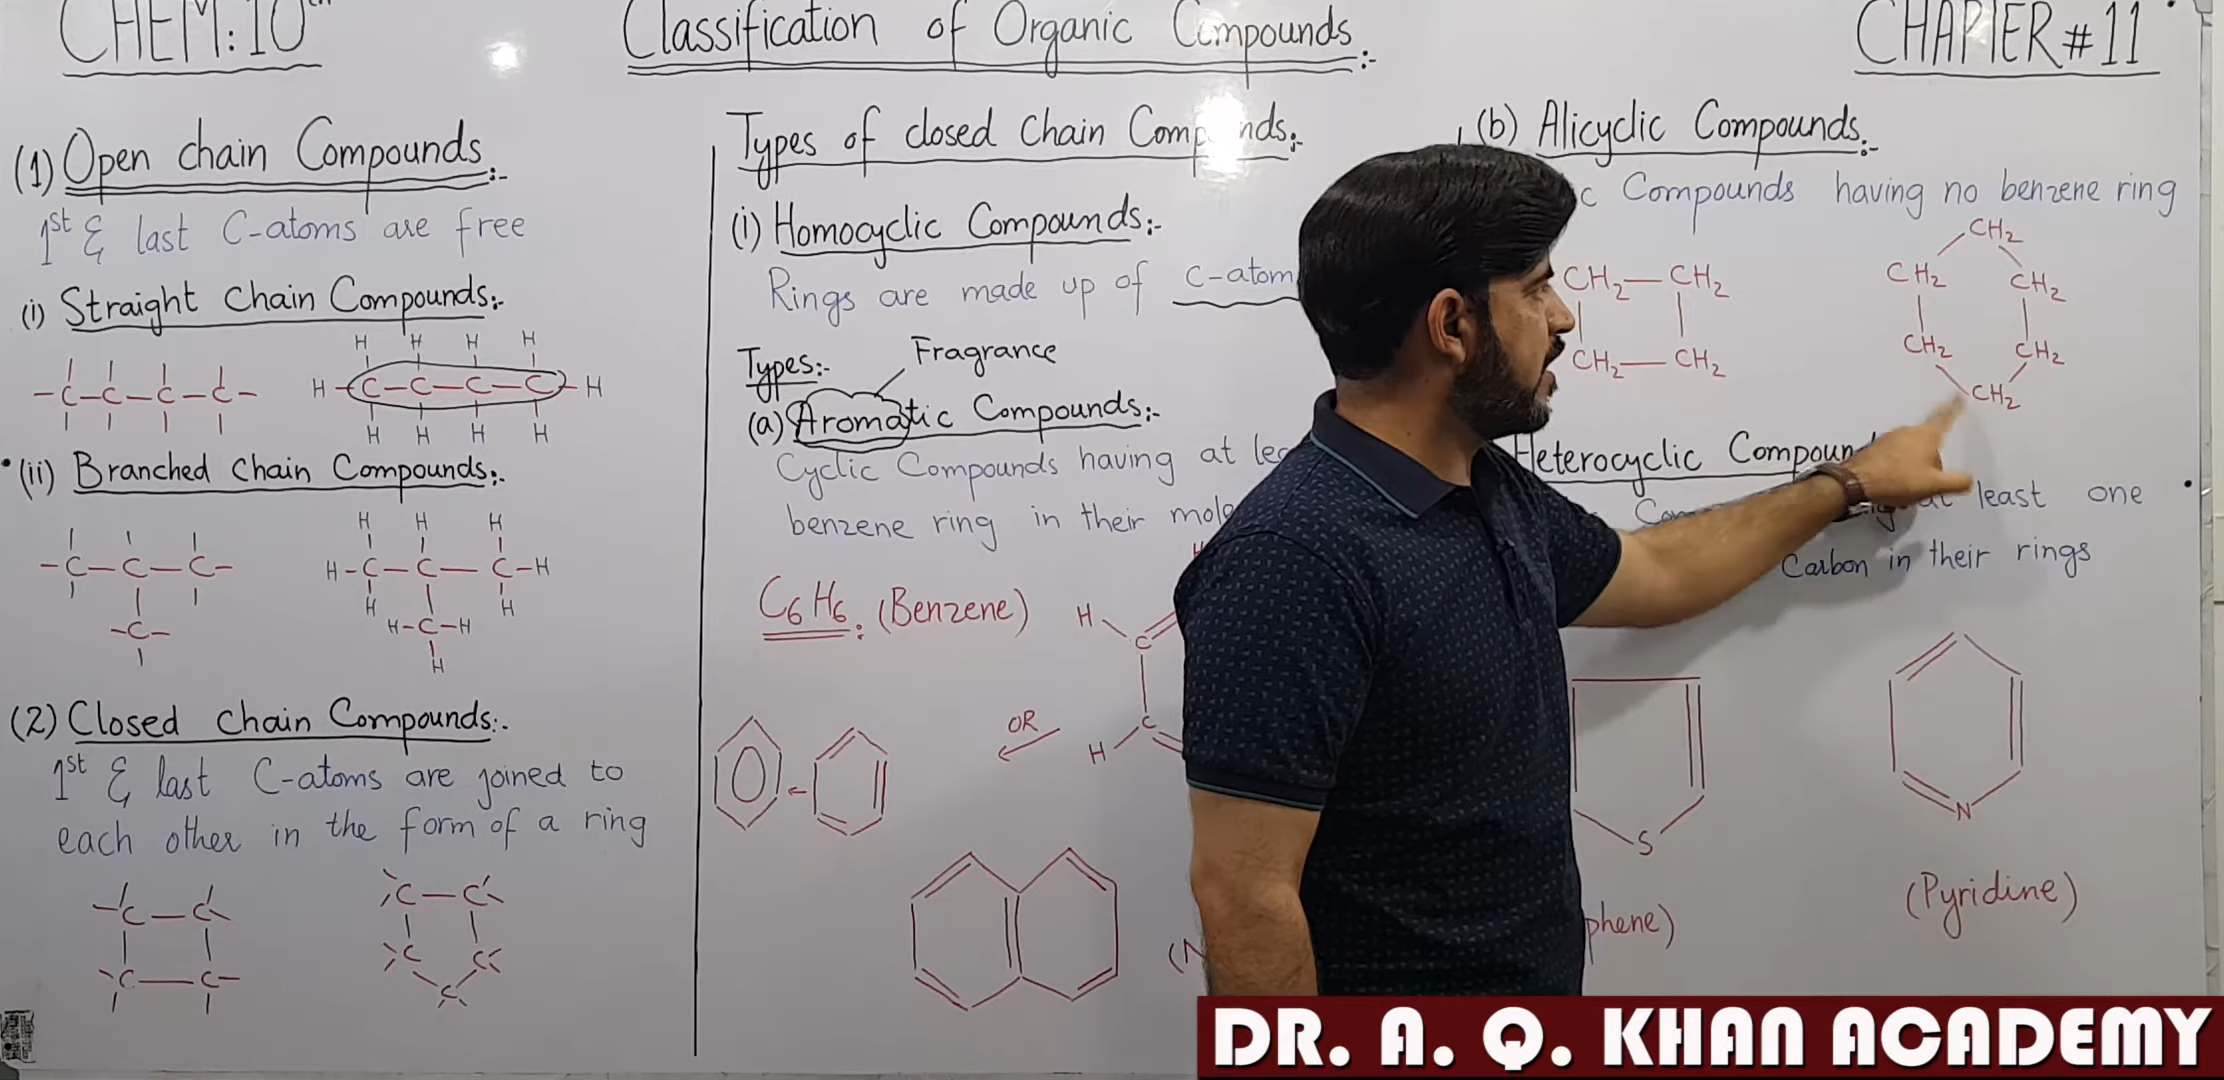 CHEM:10th
Classification of Organic Compounds:-
CHAPTER #11
(1) Open chain Compounds:-
1st & last C-atoms are free
(i) Straight Chain Compounds:-
H H H H
-C-C-C-C-
H-C-C-C-C-H
H H H H
(ii) Branched Chain Compounds:-
H H H
-C-C-C-
H-C-C-C-H
H H
-C-
H-C-H
H
(2) Closed Chain Compounds:-
1st & last C-atoms are joined to
each other in the form of a ring
C-C
C-C
C-C
C C
C
Types of closed Chain
(i) Homocyclic Compounds:-
Rings are made up of C-atom
Types:-
Fragrance
(a) Aromatic Compounds:-
Cyclic Compounds having at
benzene ring in their
C6H6: (Benzene)
H
C
C
H
OR
(b) Alicyclic Compounds:-
Compounds having no benzene ring
CH2-CH2
CH2-CH2
CH2
CH2 CH2
CH2 CH2
CH2
Heterocyclic
least one
Carbon in their rings
S
N
phene)
(Pyridine)
DR. A. Q. KHAN ACADEMY